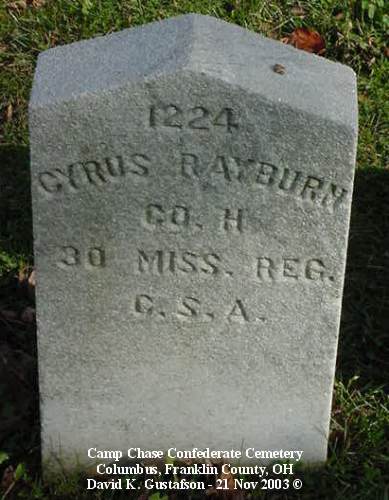 1224
CYRUS RAYBURN
CO. H
30 MISS. REG.
C.S.A.
Camp Chase Confederate Cemetery
Columbus, Franklin County, OH
David K. Gustafson - 21 Nov 2003 ©